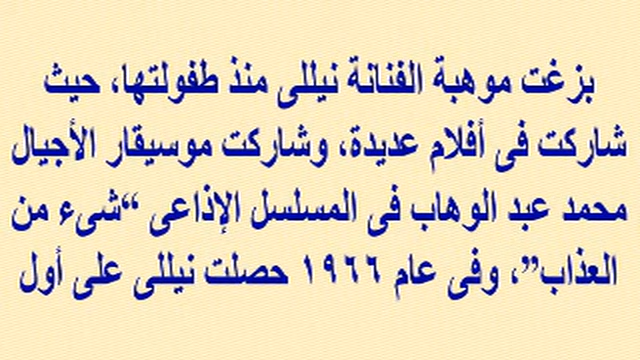 بزغت موهبة الفنانة نيللى منذ طفولتها، حيث
شاركت فى أفلام عديدة، وشاركت موسيقار الأجيال
محمد عبد الوهاب فى المسلسل الإذاعى “شىء من
العذاب”، وفى عام ١٩٦٦ حصلت نيللى على أول